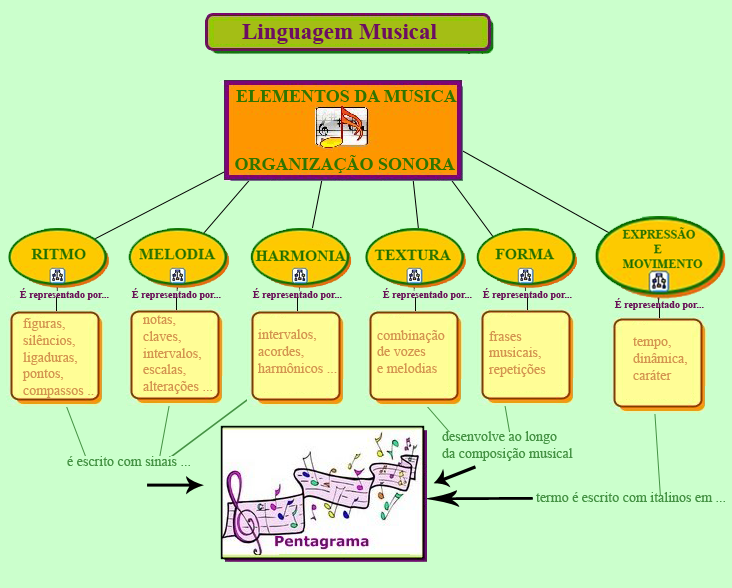 Linguagem Musical
ELEMENTOS DA MUSICA
ORGANIZAÇÃO SONORA
RITMO
MELODIA
HARMONIA
TEXTURA
FORMA
EXPRESSÃO
E
MOVIMENTO
É representado por...
É representado por...
É representado por...
É representado por...
É representado por...
É representado por...
figuras,
silêncios,
ligaduras,
pontos,
compassos ...
notas,
claves,
intervalos,
escalas,
alterações ...
intervalos,
acordes,
harmônicos ...
combinação
de vozes
e melodias
frases
musicais,
repetições
tempo,
dinâmica,
caráter
é escrito com sinais ...
desenvolve ao longo
da composição musical
termo é escrito com italinos em ...
Pentagrama